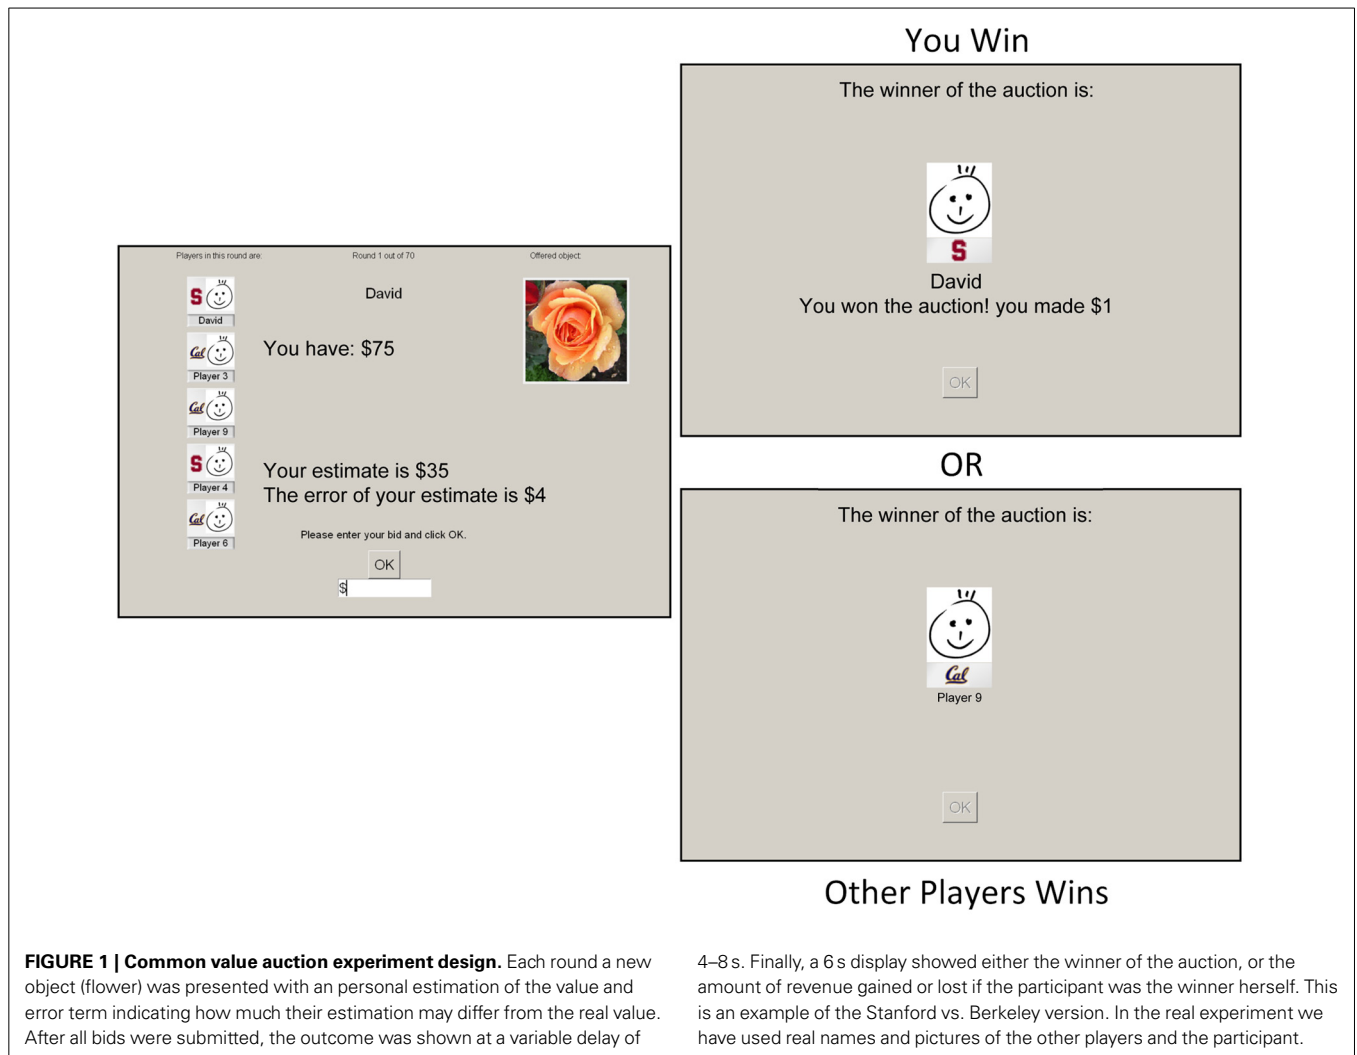 You Win
The winner of the auction is:
S
David
You won the auction! you made $1
OK
Players in this round are:
Round 1 out of 70
Offered object:
S
David
Cal
Player 3
Cal
Player 9
S
Player 4
Cal
Player 6
David
You have: $75
Your estimate is $35
The error of your estimate is $4
Please enter your bid and click OK.
OK
$
OR
The winner of the auction is:
Cal
Player 9
OK
Other Players Wins
FIGURE 1 | Common value auction experiment design. Each round a new
object (flower) was presented with an personal estimation of the value and
error term indicating how much their estimation may differ from the real value.
After all bids were submitted, the outcome was shown at a variable delay of
4–8 s. Finally, a 6 s display showed either the winner of the auction, or the
amount of revenue gained or lost if the participant was the winner herself. This
is an example of the Stanford vs. Berkeley version. In the real experiment we
have used real names and pictures of the other players and the participant.